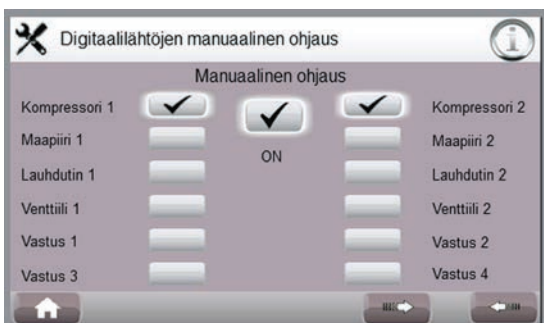 Digitaalilähtöjen manuaalinen ohjaus
Manuaalinen ohjaus
Kompressori 1
Kompressori 2
Maapiiri 1
Maapiiri 2
ON
Lauhdutin 1
Lauhdutin 2
Venttiili 1
Venttiili 2
Vastus 1
Vastus 2
Vastus 3
Vastus 4